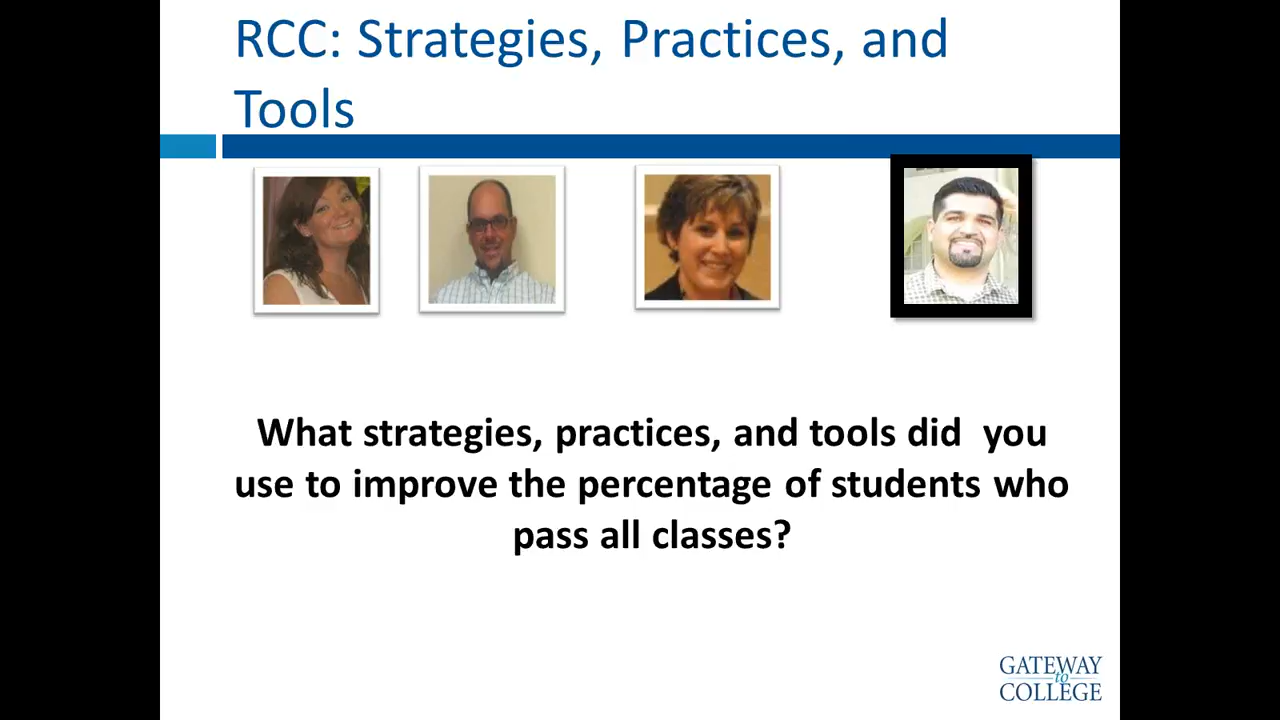 RCC: Strategies, Practices, and
Tools
What strategies, practices, and tools did  you
use to improve the percentage of students who
pass all classes?
GATEWAY
to
COLLEGE